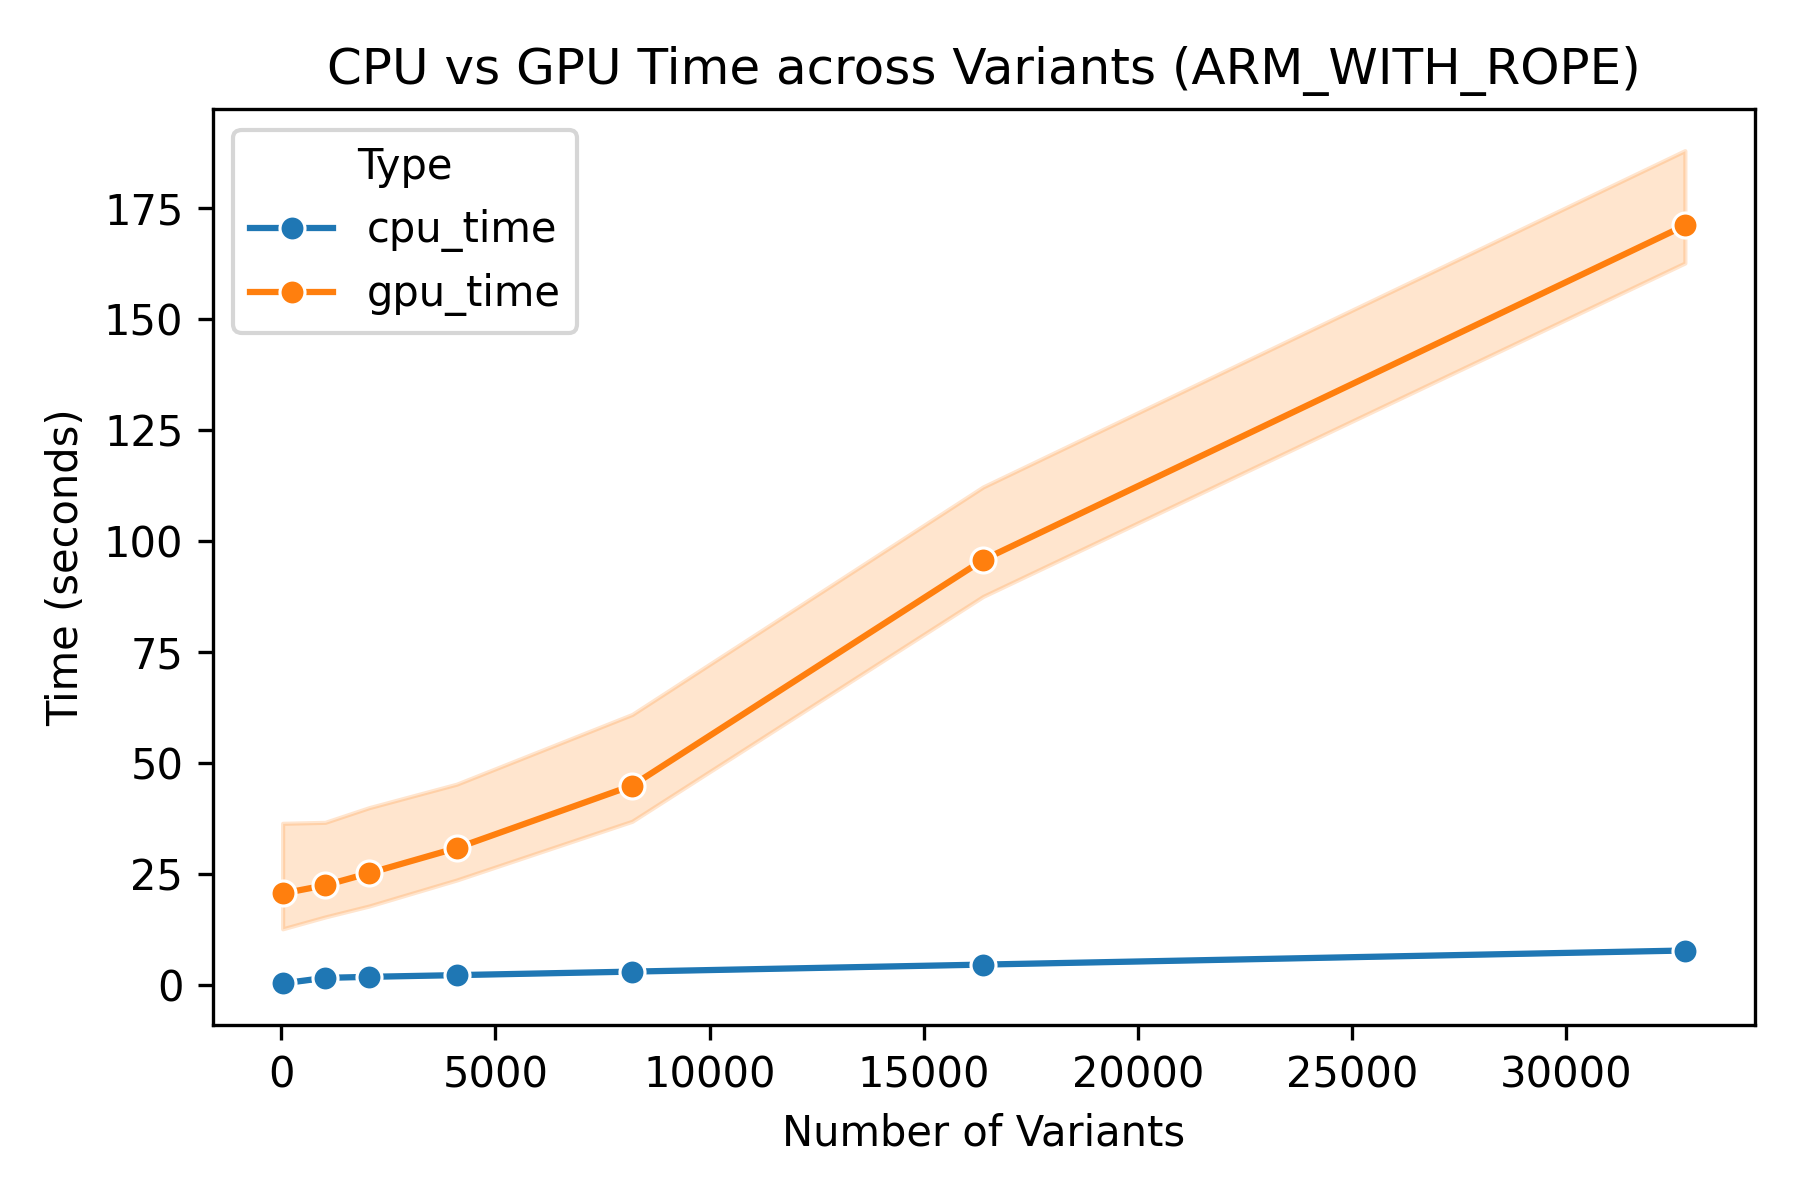 CPU vs GPU Time across Variants (ARM_WITH_ROPE)
Type
cpu_time
gpu_time
175
150
125
100
75
50
25
0
Time (seconds)
0 5000 10000 15000 20000 25000 30000
Number of Variants